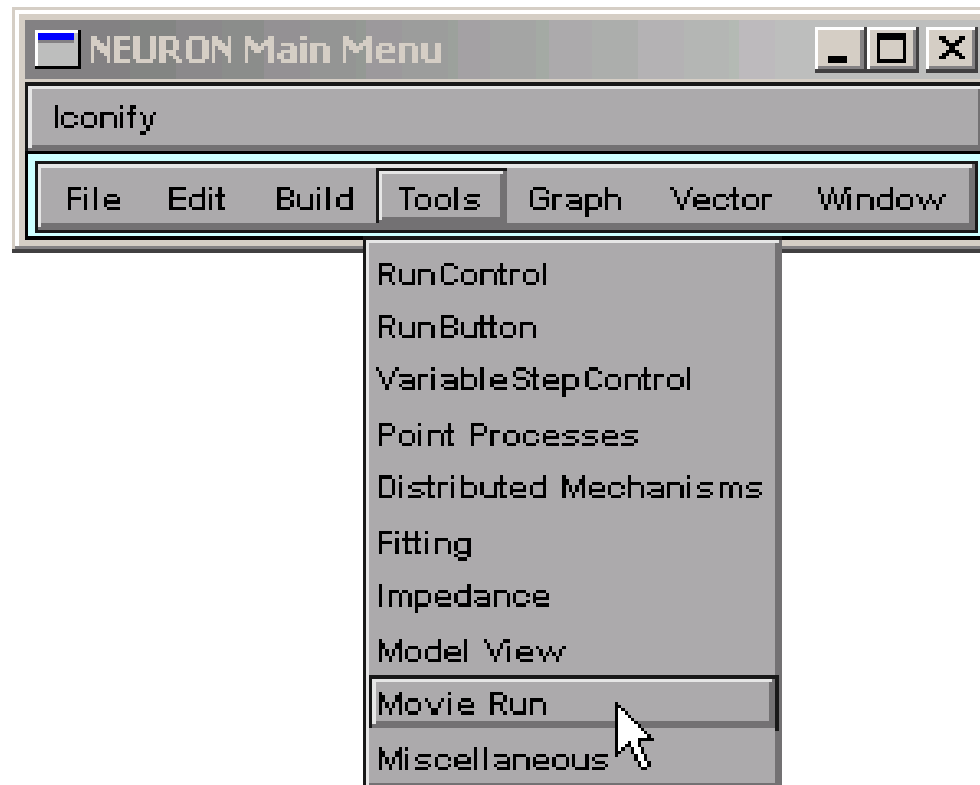 NEURON Main Menu
Iconify
File Edit Build Tools Graph Vector Window
RunControl
RunButton
VariableStepControl
Point Processes
Distributed Mechanisms
Fitting
Impedance
Model View
Movie Run
Miscellaneous